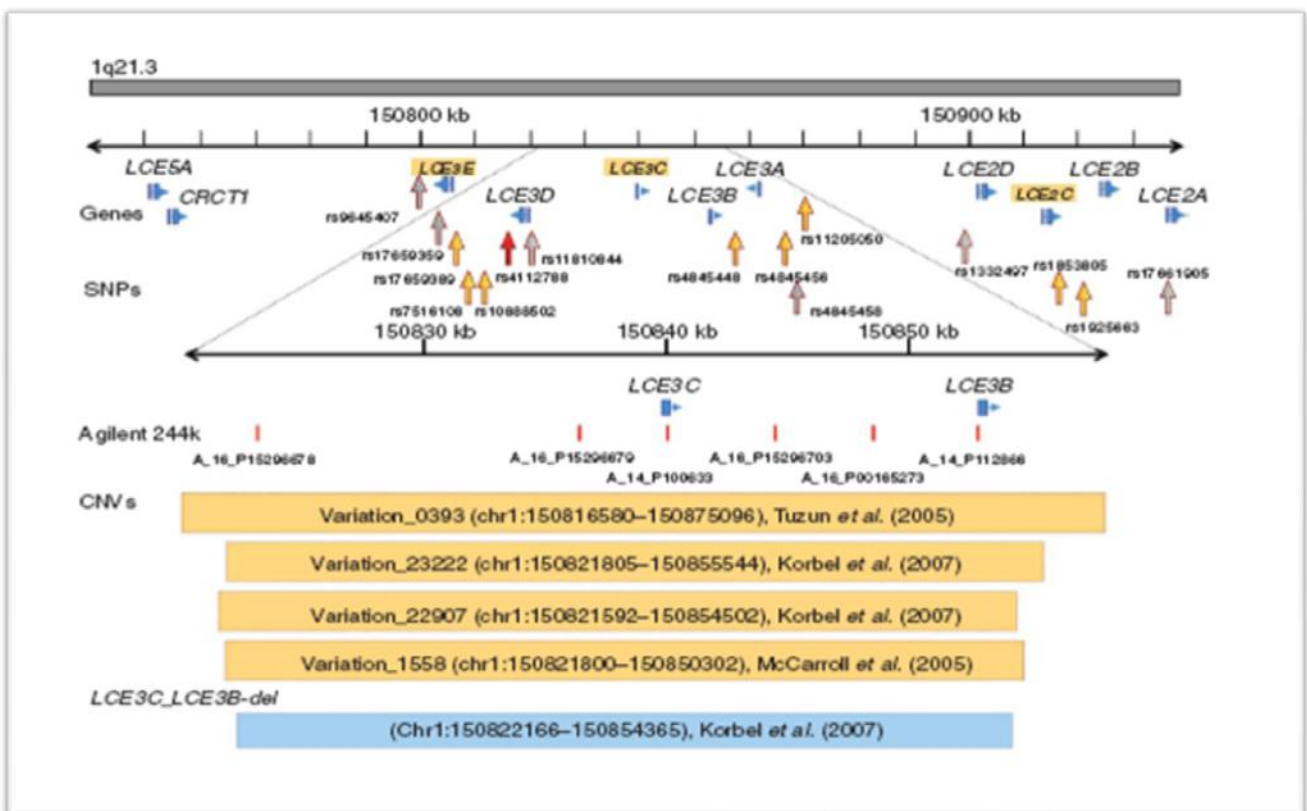 1q21.3
150800 kb 150900 kb
LCE5A LCE3E LCE3C LCE3A LCE2D LCE2B
CRCT1 LCE3D LCE3B LCE2C LCE2A
Genes
rs9645407
rs11205050
rs17659359 rs11810844
rs1332497 rs1853805 rs17661905
rs17659389 rs4112788 rs4845448 rs4845456
SNPs
rs7516108 rs10888502 rs4845458
rs1925663
150830 kb 150840 kb 150850 kb
LCE3C LCE3B
Agilent 244k
A_16_P15296678 A_16_P15296679 A_16_P15296703 A_14_P112866
A_14_P100633 A_16_P00165273
CNVs
Variation_0393 (chr1:150816580–150875096), Tuzun et al. (2005)
Variation_23222 (chr1:150821805–150855544), Korbel et al. (2007)
Variation_22907 (chr1:150821592–150854502), Korbel et al. (2007)
Variation_1558 (chr1:150821800–150850302), McCarroll et al. (2005)
LCE3C_LCE3B-del
(Chr1:150822166–150854365), Korbel et al. (2007)